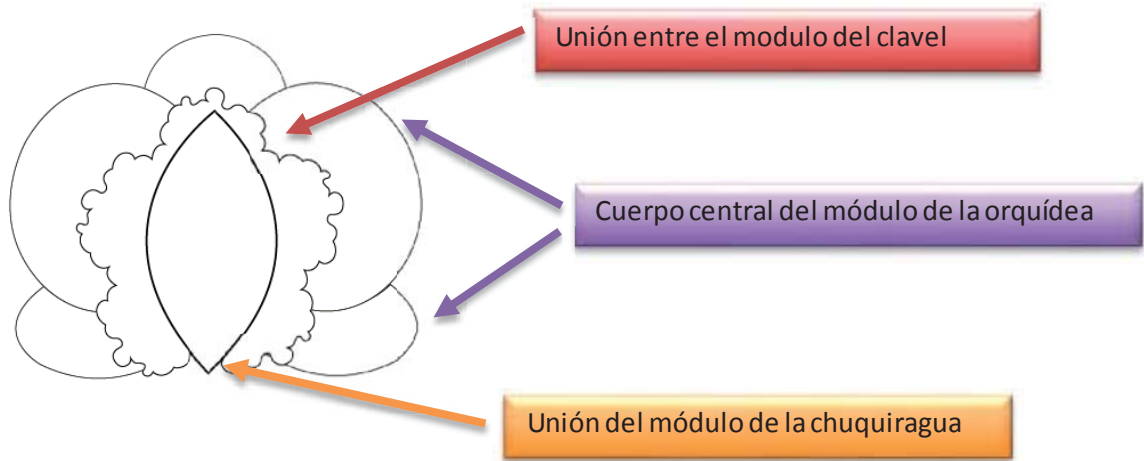 Unión entre el modulo del clavel
Cuerpo central del módulo de la orquídea
Unión del módulo de la chuquiragua